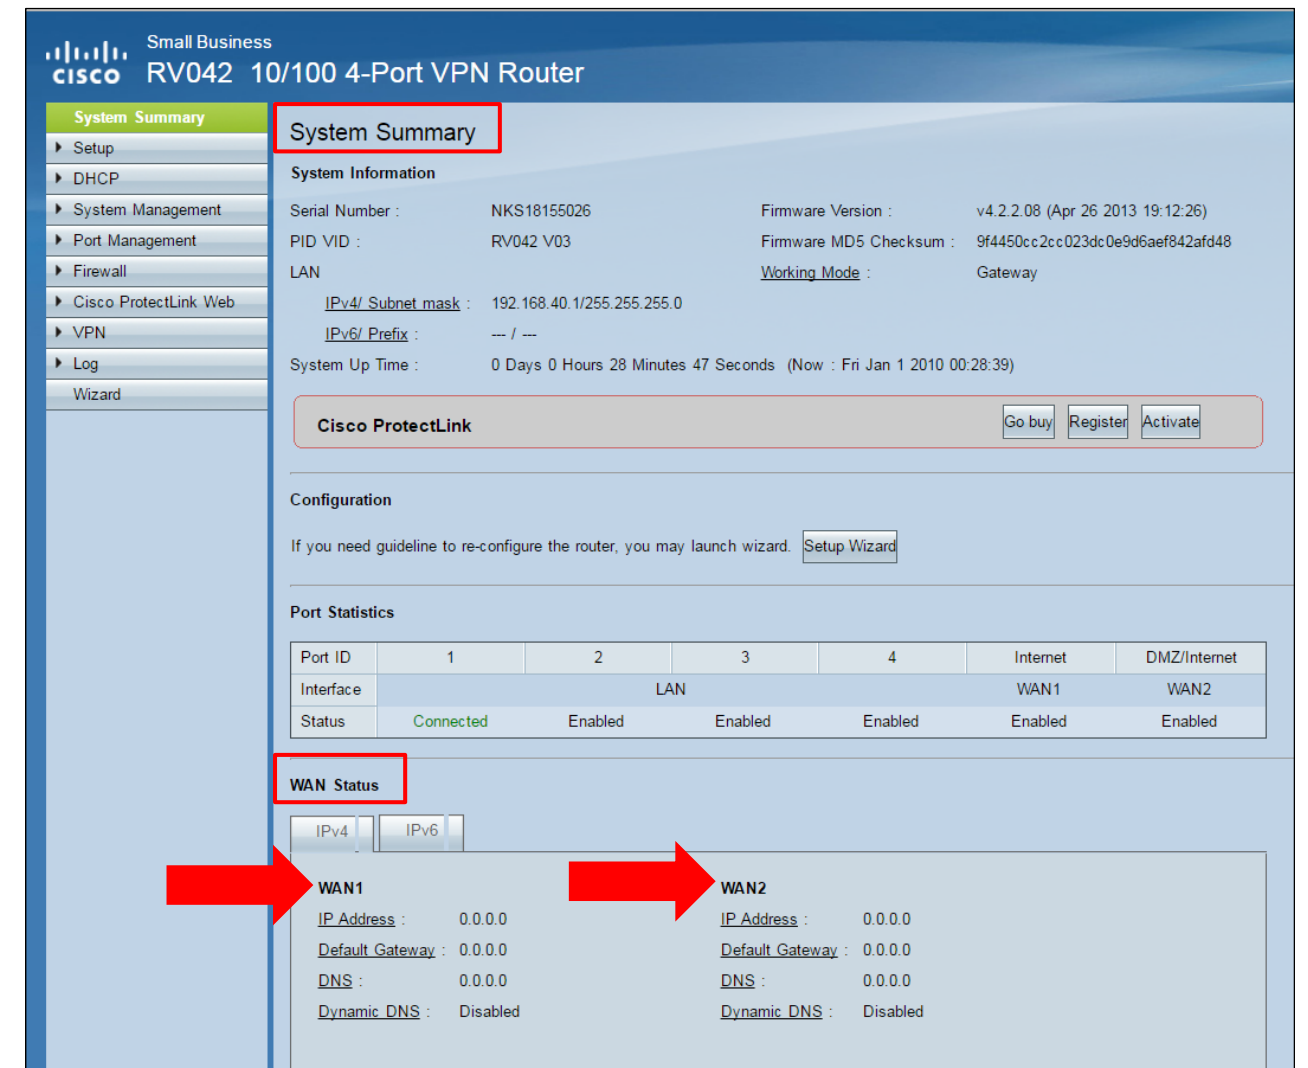 Small Business
CISCO RV042 10/100 4-Port VPN Router
System Summary
Setup
DHCP
System Management
Port Management
Firewall
Cisco ProtectLink Web
VPN
Log
Wizard
System Summary
System Information
Serial Number : NKS18155026 Firmware Version : v4.2.2.08 (Apr 26 2013 19:12:26)
PID VID : RV042 V03 Firmware MD5 Checksum : 9f4450cc2cc023dc0e9d6aef842afd48
LAN Working Mode : Gateway
IPv4/ Subnet mask : 192.168.40.1/255.255.255.0
IPv6/ Prefix : --- / ---
System Up Time : 0 Days 0 Hours 28 Minutes 47 Seconds (Now : Fri Jan 1 2010 00:28:39)
Cisco ProtectLink Go buy Register Activate
Configuration
If you need guideline to re-configure the router, you may launch wizard. Setup Wizard
Port Statistics
Port ID 1 2 3 4 Internet DMZ/Internet
Interface LAN WAN1 WAN2
Status Connected Enabled Enabled Enabled Enabled Enabled
WAN Status
IPv4 IPv6
WAN1 WAN2
IP Address : 0.0.0.0 IP Address : 0.0.0.0
Default Gateway : 0.0.0.0 Default Gateway : 0.0.0.0
DNS : 0.0.0.0 DNS : 0.0.0.0
Dynamic DNS : Disabled Dynamic DNS : Disabled